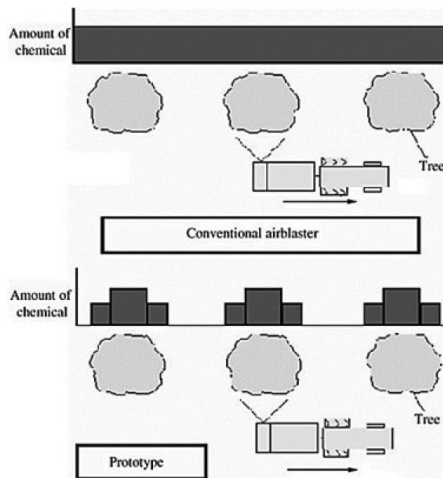 Amount of
chemical
Tree
Conventional airblaster
Amount of
chemical
Tree
Prototype